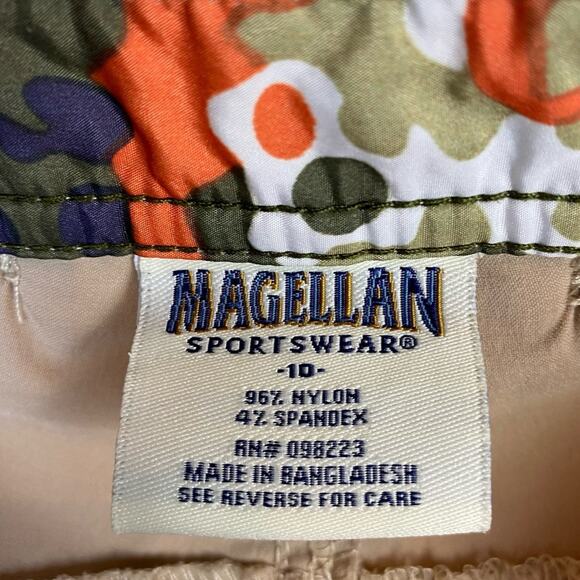 MAGELLAN
SPORTSWEAR®
-10-
96% NYLON
4% SPANDEX
RN# 098223
MADE IN BANGLADESH
SEE REVERSE FOR CARE